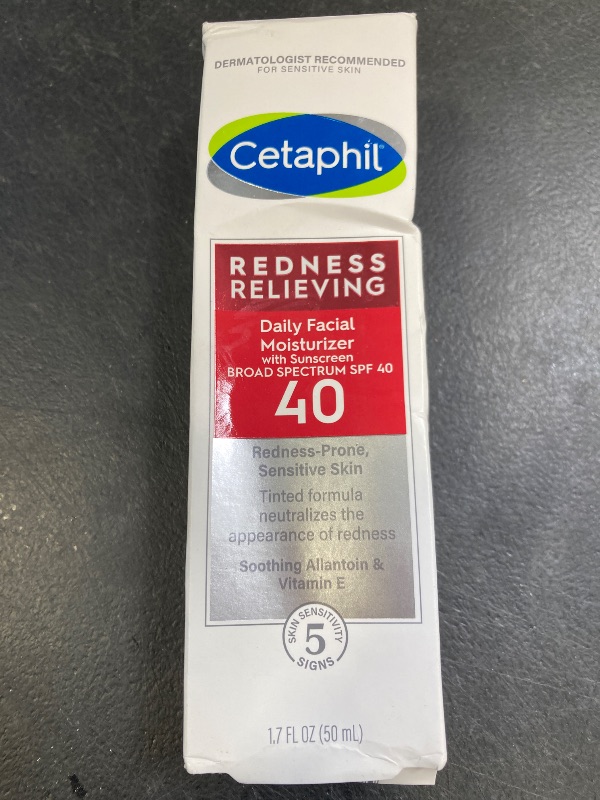 DERMATOLOGIST RECOMMENDED
FOR SENSITIVE SKIN
Cetaphil®
REDNESS
RELIEVING
Daily Facial
Moisturizer
with Sunscreen
BROAD SPECTRUM SPF 40
40
Redness-Prone,
Sensitive Skin
Tinted formula
neutralizes the
appearance of redness
Soothing Allantoin &
Vitamin E
SKIN SENSITIVITY
5
SIGNS
1.7 FL OZ (50 mL)